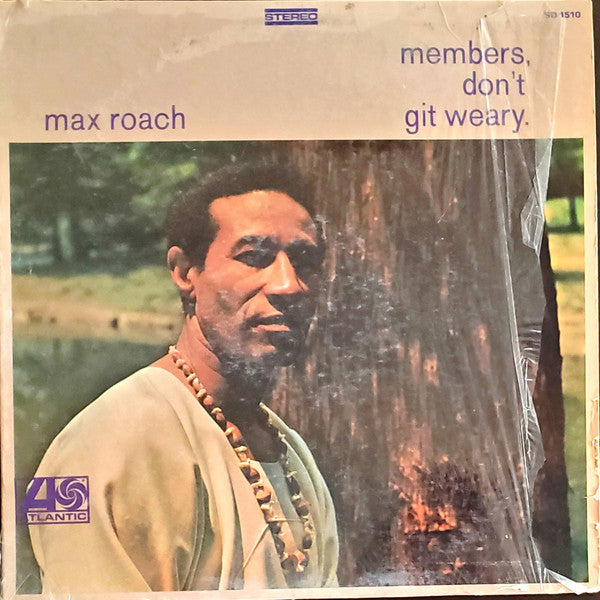 STEREO
SD 1510
members,
don't
git weary.
max roach
ATLANTIC